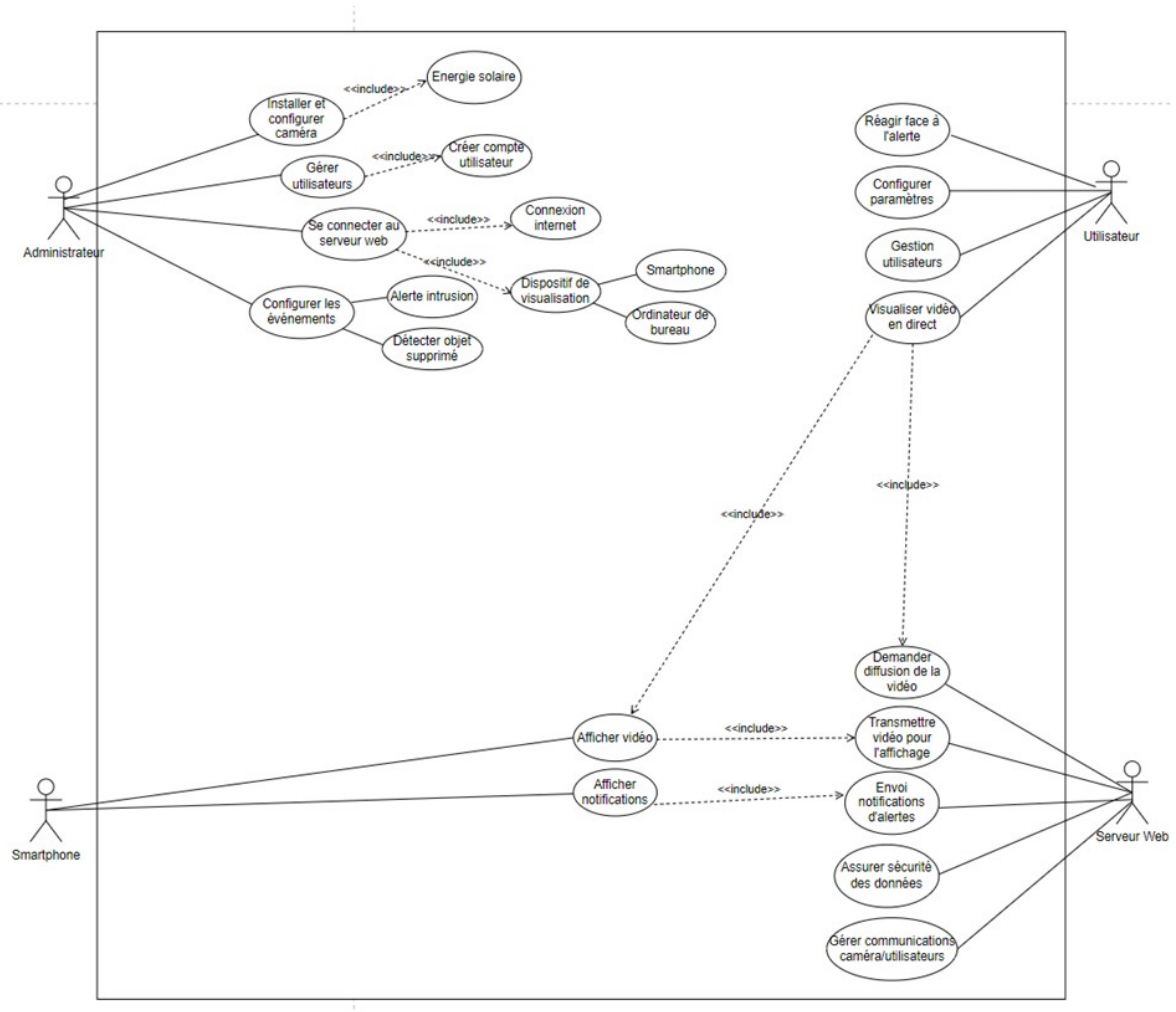 Energie solaire
<<include>>
Installer et
configurer
caméra
Réagir face à
l'alerte
Créer compte
utilisateur
<<include>>
Gérer
utilisateurs
Configurer
paramètres
Administrateur
Utilisateur
Connexion
internet
<<include>>
Se connecter au
serveur web
Gestion
utilisateurs
<<include>>
Smartphone
Dispositif de
visualisation
Alerte intrusion
Configurer les
événements
Ordinateur de
bureau
Visualiser vidéo
en direct
Détecter objet
supprimé
<<include>>
<<include>>
Demander
diffusion de la
vidéo
Afficher vidéo
<<include>>
Transmettre
vidéo pour
l'affichage
Afficher
notifications
<<include>>
Envoi
notifications
d'alertes
Smartphone
Serveur Web
Assurer sécurité
des données
Gérer communications
caméra/utilisateurs